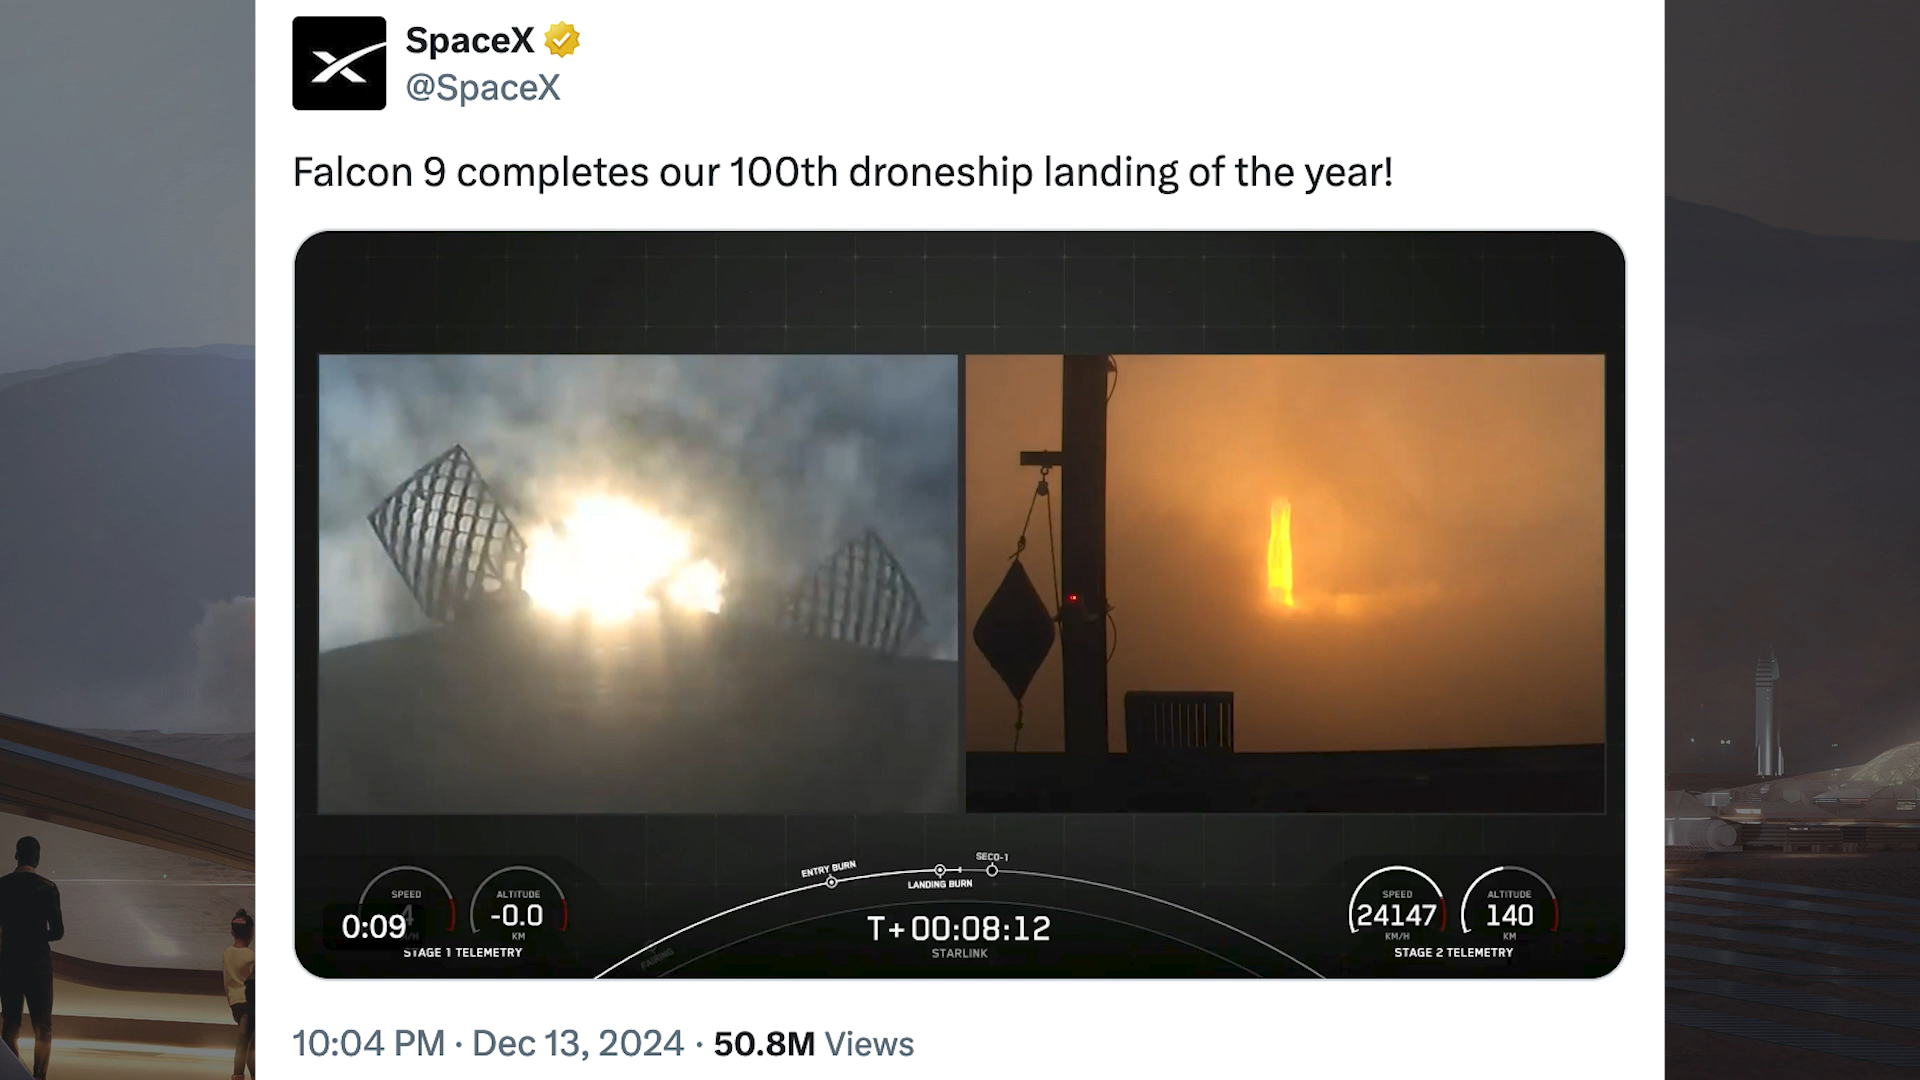 SpaceX
@SpaceX
Falcon 9 completes our 100th droneship landing of the year!
ENTRY BURN
LANDING BURN
SECO-1
SPEED
ALTITUDE
-0.0
KM
0:09
STAGE 1 TELEMETRY
FAIRING
T+00:08:12
STARLINK
SPEED
24147
KM/H
ALTITUDE
140
KM
STAGE 2 TELEMETRY
10:04 PM · Dec 13, 2024 · 50.8M Views